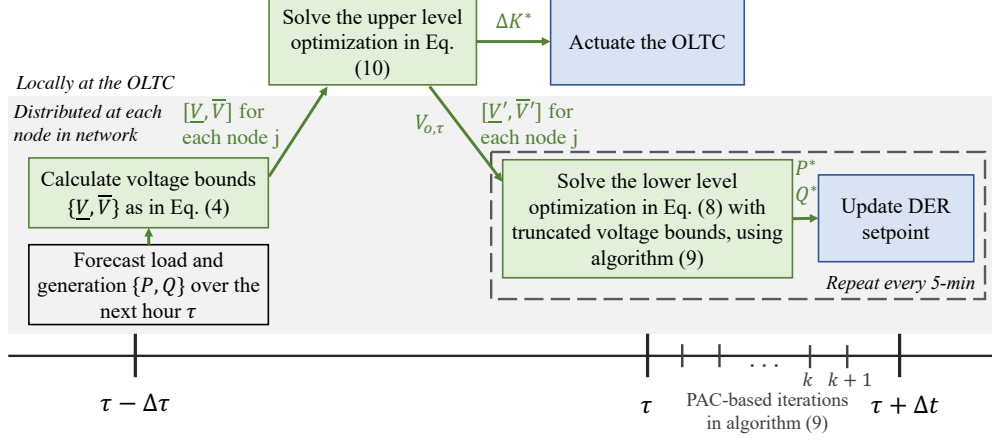 Solve the upper level
optimization in Eq.
(10)
ΔK*
Actuate the OLTC
Locally at the OLTC
Distributed at each
node in network
[V̲, V̅] for
each node j
V₀,τ
[V̲′, V̅′] for
each node j
Calculate voltage bounds
{V̲, V̅} as in Eq. (4)
Forecast load and
generation {P, Q} over the
next hour τ
Solve the lower level
optimization in Eq. (8) with
truncated voltage bounds, using
algorithm (9)
P*
Q*
Update DER
setpoint
Repeat every 5-min
τ − Δτ
τ
. . .
k
k + 1
τ + Δt
PAC-based iterations
in algorithm (9)